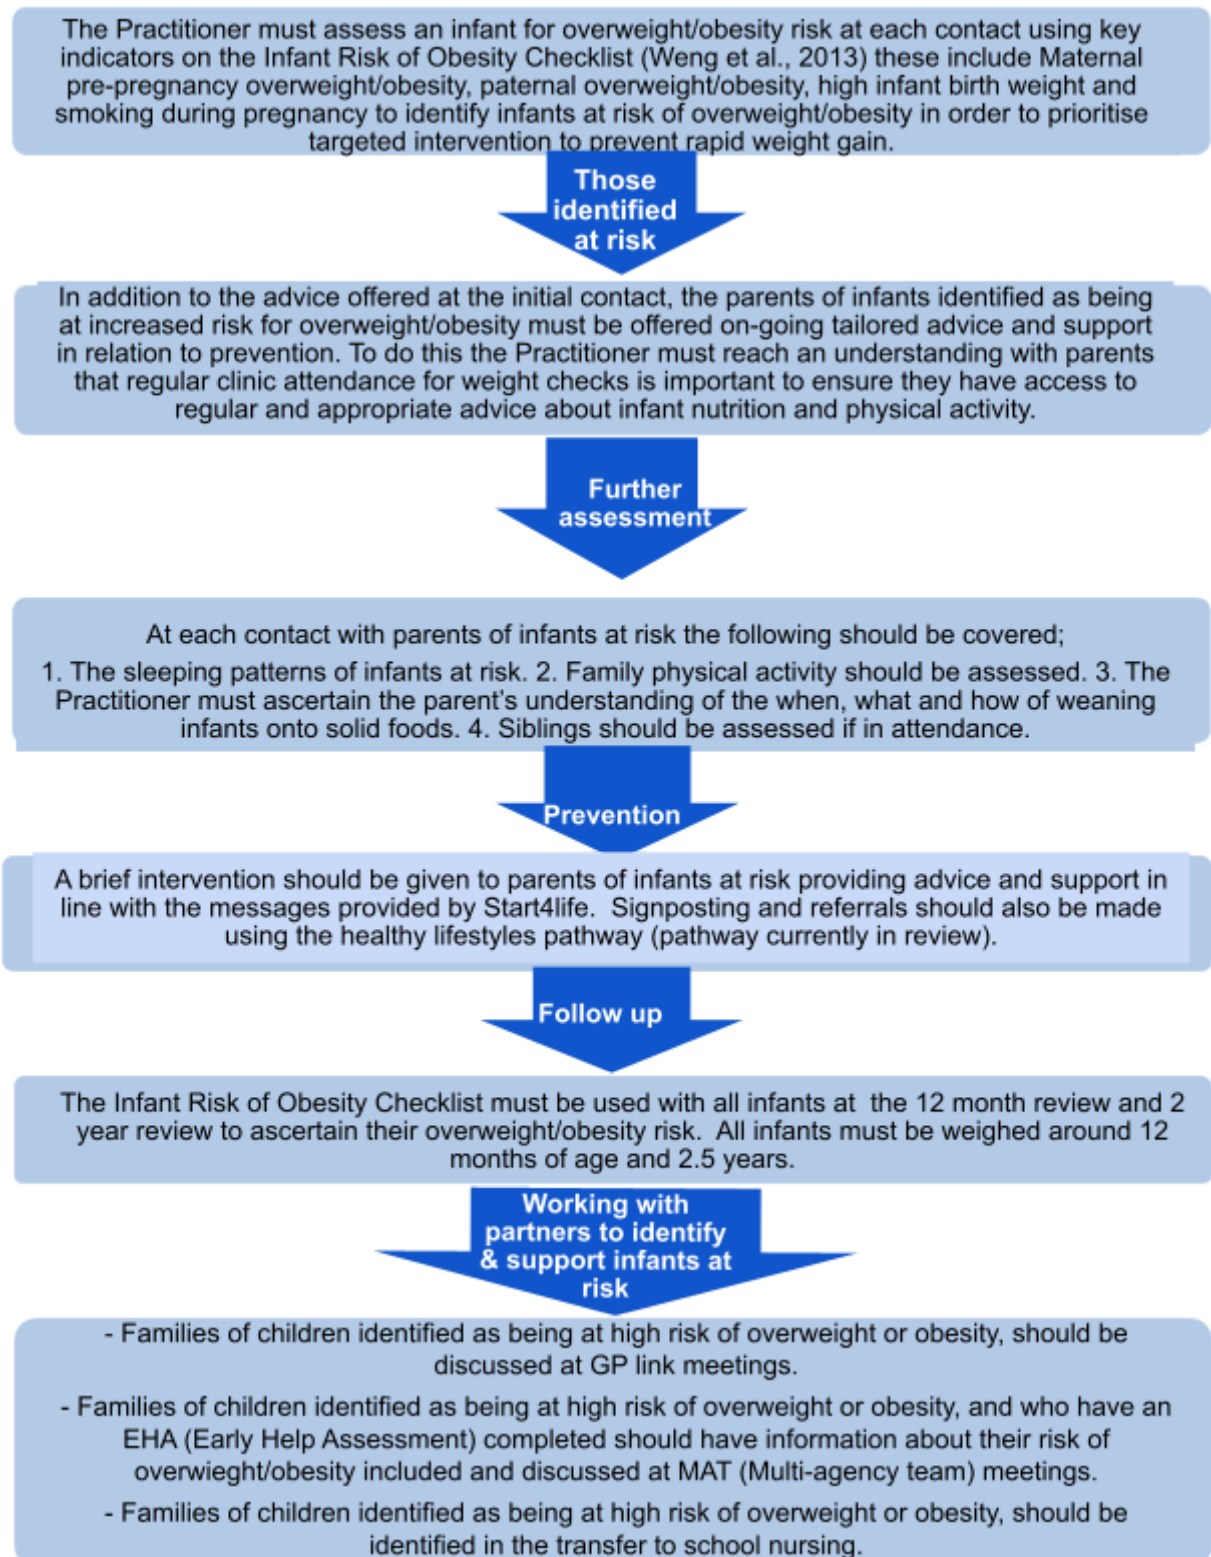 The Practitioner must assess an infant for overweight/obesity risk at each contact using key
indicators on the Infant Risk of Obesity Checklist (Weng et al., 2013) these include Maternal
pre-pregnancy overweight/obesity, paternal overweight/obesity, high infant birth weight and
smoking during pregnancy to identify infants at risk of overweight/obesity in order to prioritise
targeted intervention to prevent rapid weight gain.
Those
identified
at risk
In addition to the advice offered at the initial contact, the parents of infants identified as being
at increased risk for overweight/obesity must be offered on-going tailored advice and support
in relation to prevention. To do this the Practitioner must reach an understanding with parents
that regular clinic attendance for weight checks is important to ensure they have access to
regular and appropriate advice about infant nutrition and physical activity.
Further
assessment
At each contact with parents of infants at risk the following should be covered;
1. The sleeping patterns of infants at risk. 2. Family physical activity should be assessed. 3. The
Practitioner must ascertain the parent's understanding of the when, what and how of weaning
infants onto solid foods. 4. Siblings should be assessed if in attendance.
Prevention
A brief intervention should be given to parents of infants at risk providing advice and support in
line with the messages provided by Start4life. Signposting and referrals should also be made
using the healthy lifestyles pathway (pathway currently in review).
Follow up
The Infant Risk of Obesity Checklist must be used with all infants at the 12 month review and 2
year review to ascertain their overweight/obesity risk. All infants must be weighed around 12
months of age and 2.5 years.
Working with
partners to identify
& support infants at
risk
- Families of children identified as being at high risk of overweight or obesity, should be
discussed at GP link meetings.
- Families of children identified as being at high risk of overweight or obesity, and who have an
EHA (Early Help Assessment) completed should have information about their risk of
overwieght/obesity included and discussed at MAT (Multi-agency team) meetings.
- Families of children identified as being at high risk of overweight or obesity, should be
identified in the transfer to school nursing.